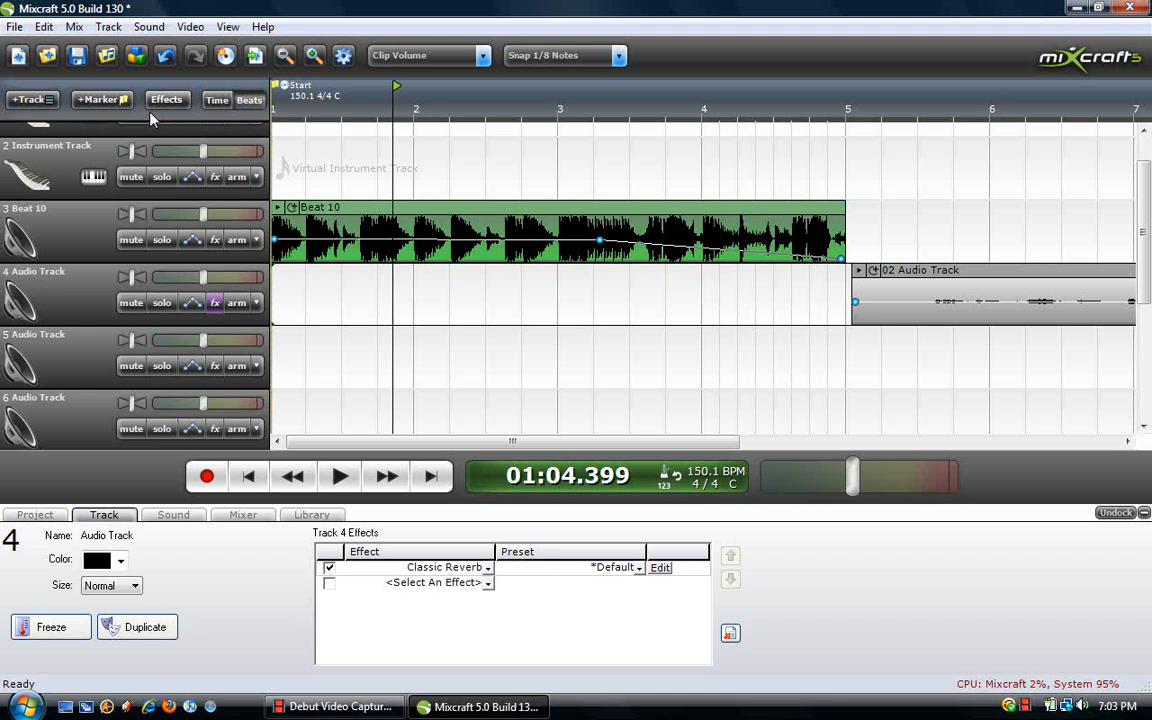 Mixcraft 5.0 Build 130 *
File Edit Mix Track Sound Video View Help
Clip Volume Snap 1/8 Notes mixcraft5
+Track +Marker Effects Time Beats
Start
150.1 4/4 C
1 2 3 4 5 6 7
2 Instrument Track
Virtual Instrument Track
mute solo fx arm
3 Beat 10
Beat 10
mute solo fx arm
4 Audio Track
02 Audio Track
mute solo fx arm
5 Audio Track
mute solo fx arm
6 Audio Track
mute solo fx arm
01:04.399
123
150.1 BPM
4 / 4 C
Project Track Sound Mixer Library Undock
4
Name: Audio Track
Color:
Size: Normal
Freeze Duplicate
Track 4 Effects
Effect Preset
Classic Reverb *Default Edit
<Select An Effect>
Ready
CPU: Mixcraft 2%, System 95%
Debut Video Captur... Mixcraft 5.0 Build 13... 7:03 PM